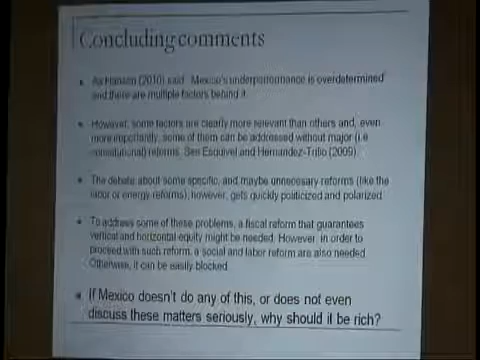 Concluding comments
As Hanson (2010) said: Mexico's underperformance is overdetermined
and there are multiple factors behind it.
However, some factors are clearly more relevant than others and, even
more importantly, some of them can be addressed without major (i.e.
constitutional) reforms. See Esquivel and Hernandez-Trillo (2009).
The debate about some specific, and maybe unnecessary reforms (like the
labor or energy reforms), however, gets quickly politicized and polarized
To address some of these problems, a fiscal reform that guarantees
vertical and horizontal equity might be needed. However, in order to
proceed with such reform, a social and labor reform are also needed.
Otherwise, it can be easily blocked.
If Mexico doesn't do any of this, or does not even
discuss these matters seriously, why should it be rich?